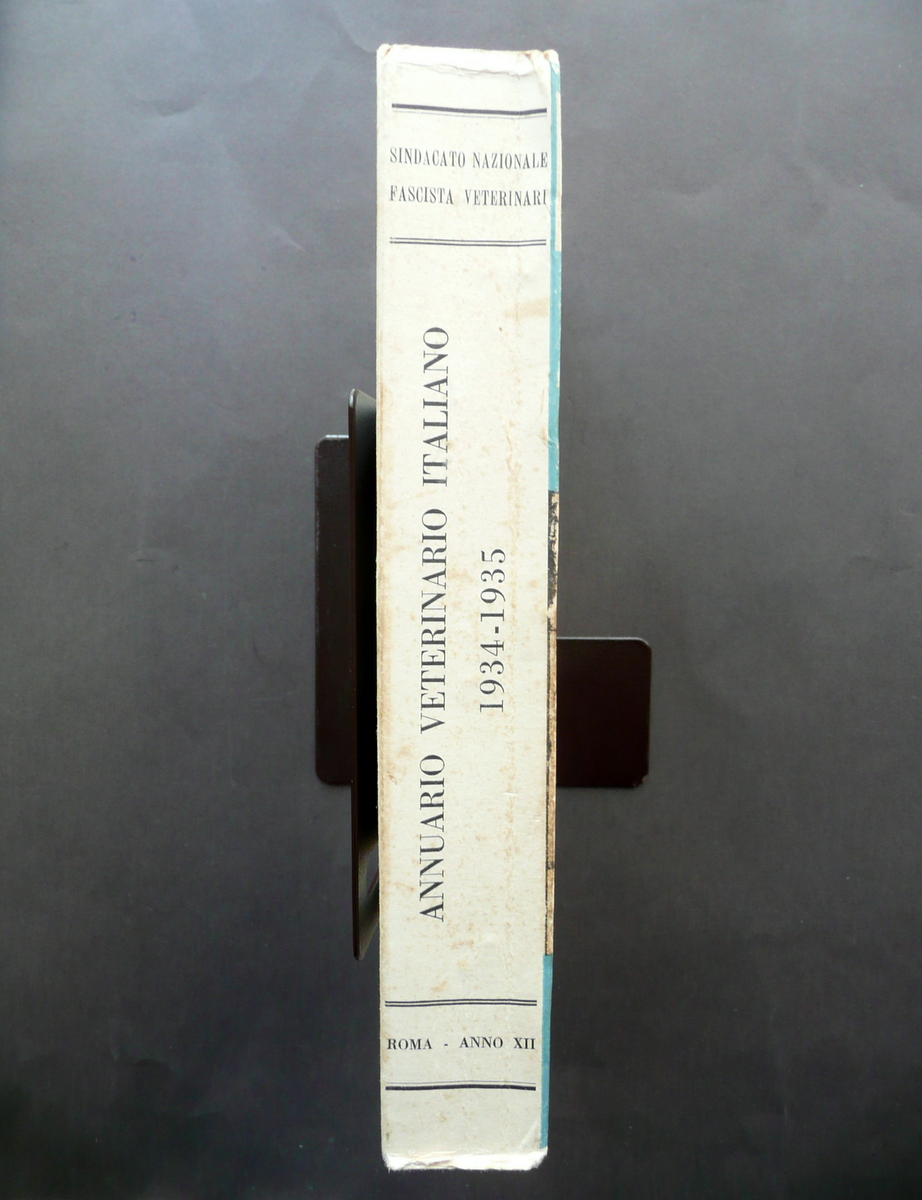 SINDACATO NAZIONALE
FASCISTA VETERINARI
ANNUARIO VETERINARIO ITALIANO
1934-1935
ROMA - ANNO XII